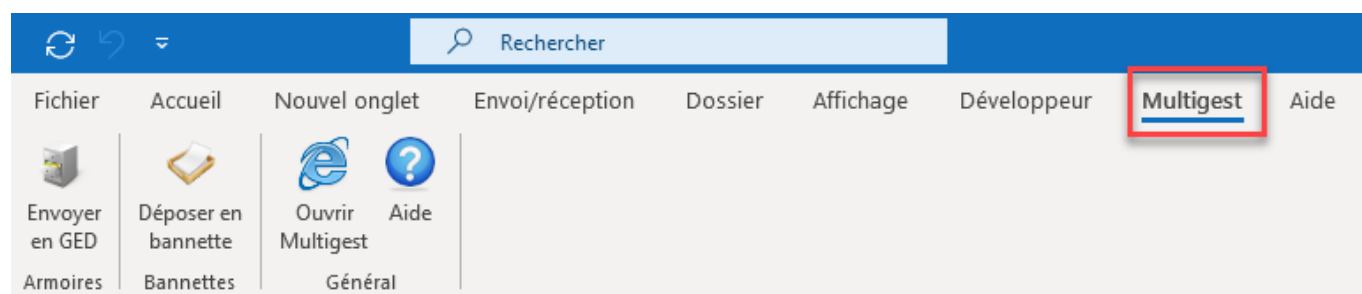 Rechercher
Fichier Accueil Nouvel onglet Envoi/réception Dossier Affichage Développeur Multigest Aide
Envoyer Déposer en Ouvrir Aide
en GED bannette Multigest
Armoires Bannettes Général